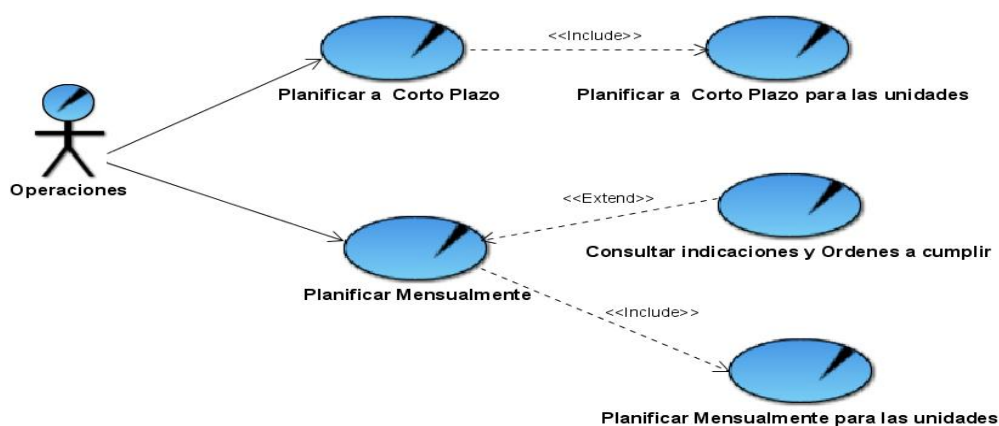 <<Include>>
Planificar a Corto Plazo
Planificar a Corto Plazo para las unidades
Operaciones
<<Extend>>
Consultar indicaciones y Ordenes a cumplir
Planificar Mensualmente
<<Include>>
Planificar Mensualmente para las unidades